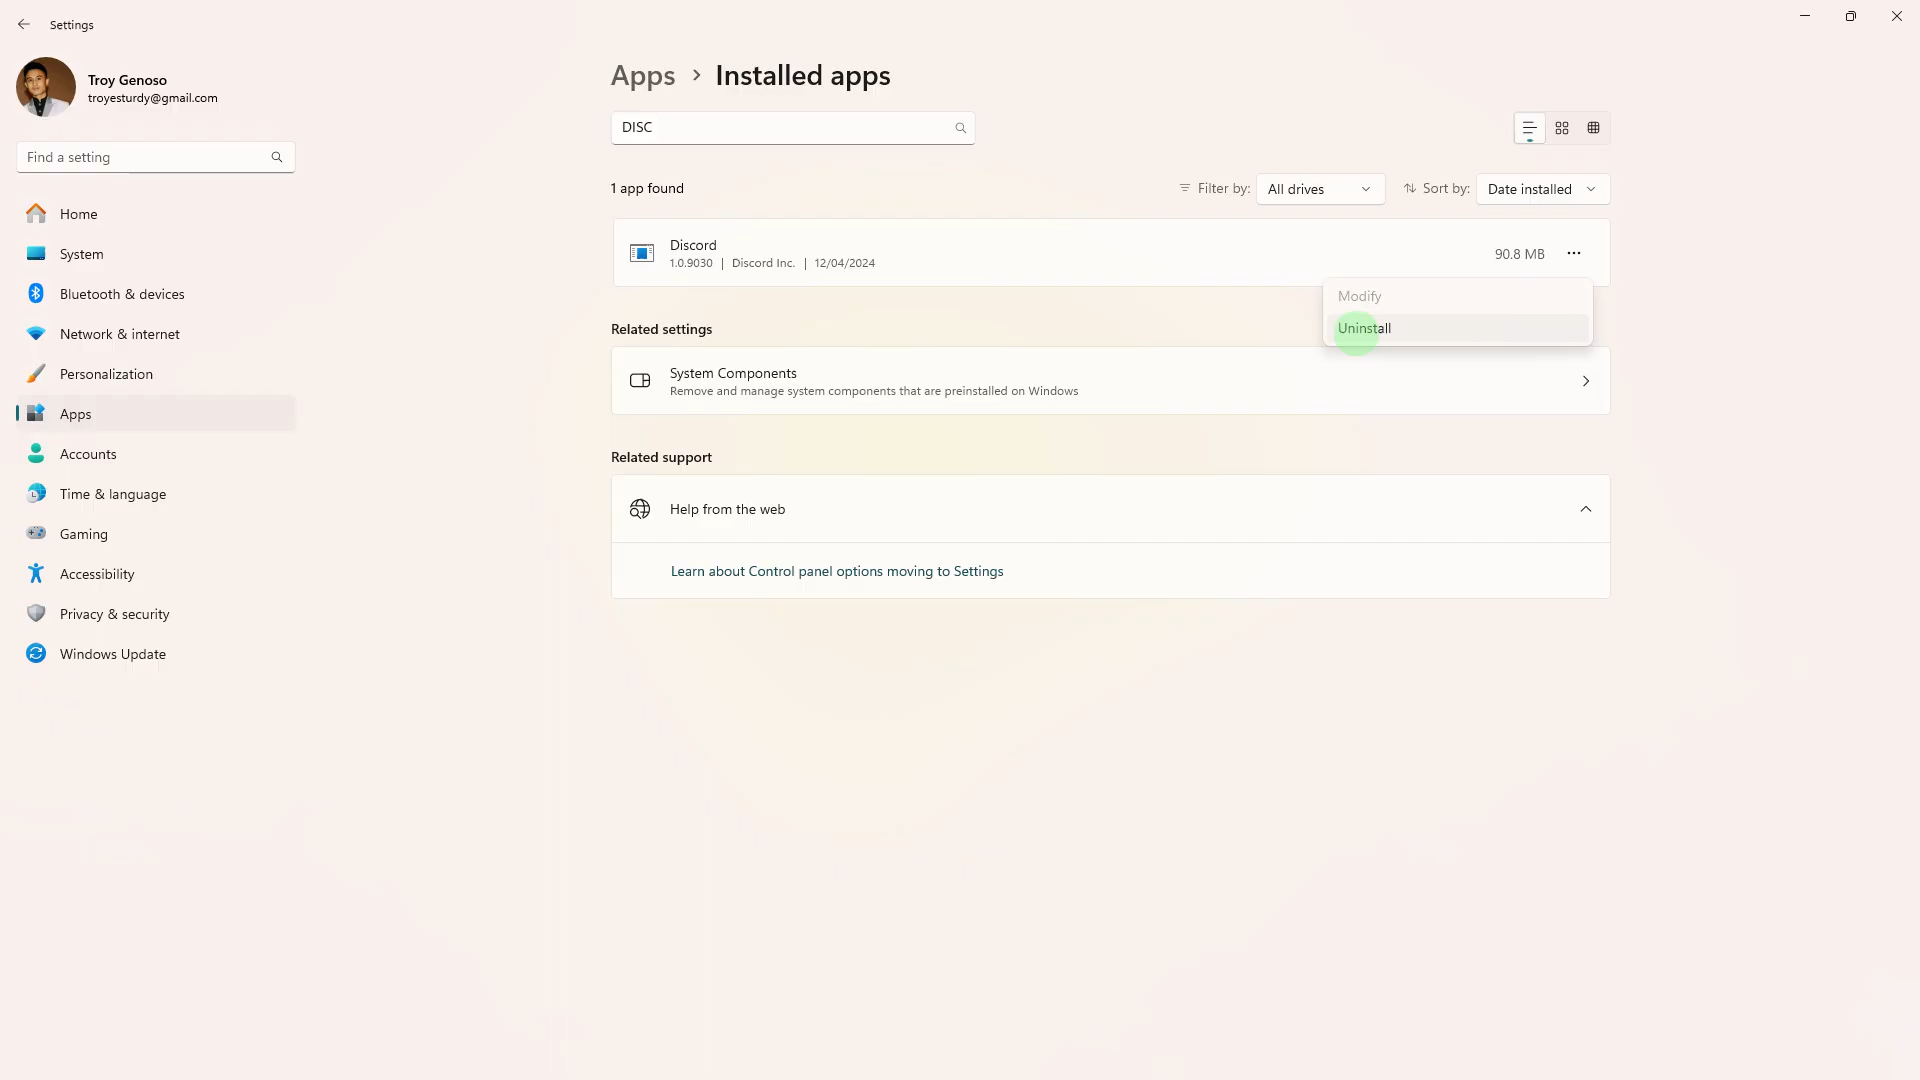 Settings
Troy Genoso
troyesturdy@gmail.com
Find a setting
Home
System
Bluetooth & devices
Network & internet
Personalization
Apps
Accounts
Time & language
Gaming
Accessibility
Privacy & security
Windows Update
Apps > Installed apps
DISC
1 app found
Filter by: All drives
Sort by: Date installed
Discord
1.0.9030 | Discord Inc. | 12/04/2024
90.8 MB
Modify
Uninstall
Related settings
System Components
Remove and manage system components that are preinstalled on Windows
Related support
Help from the web
Learn about Control panel options moving to Settings